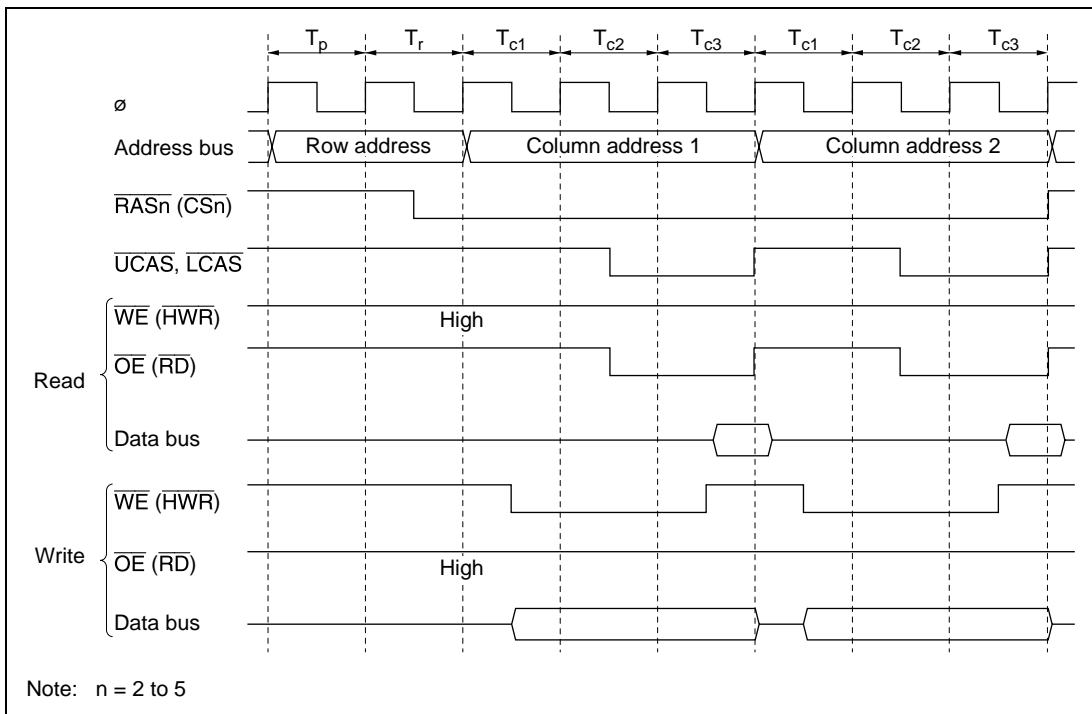 Tp Tr Tc1 Tc2 Tc3 Tc1 Tc2 Tc3
ø
Address bus Row address Column address 1 Column address 2
RASn (CSn)
UCAS, LCAS
Read
WE (HWR) High
OE (RD)
Data bus
Write
WE (HWR)
OE (RD) High
Data bus
Note: n = 2 to 5